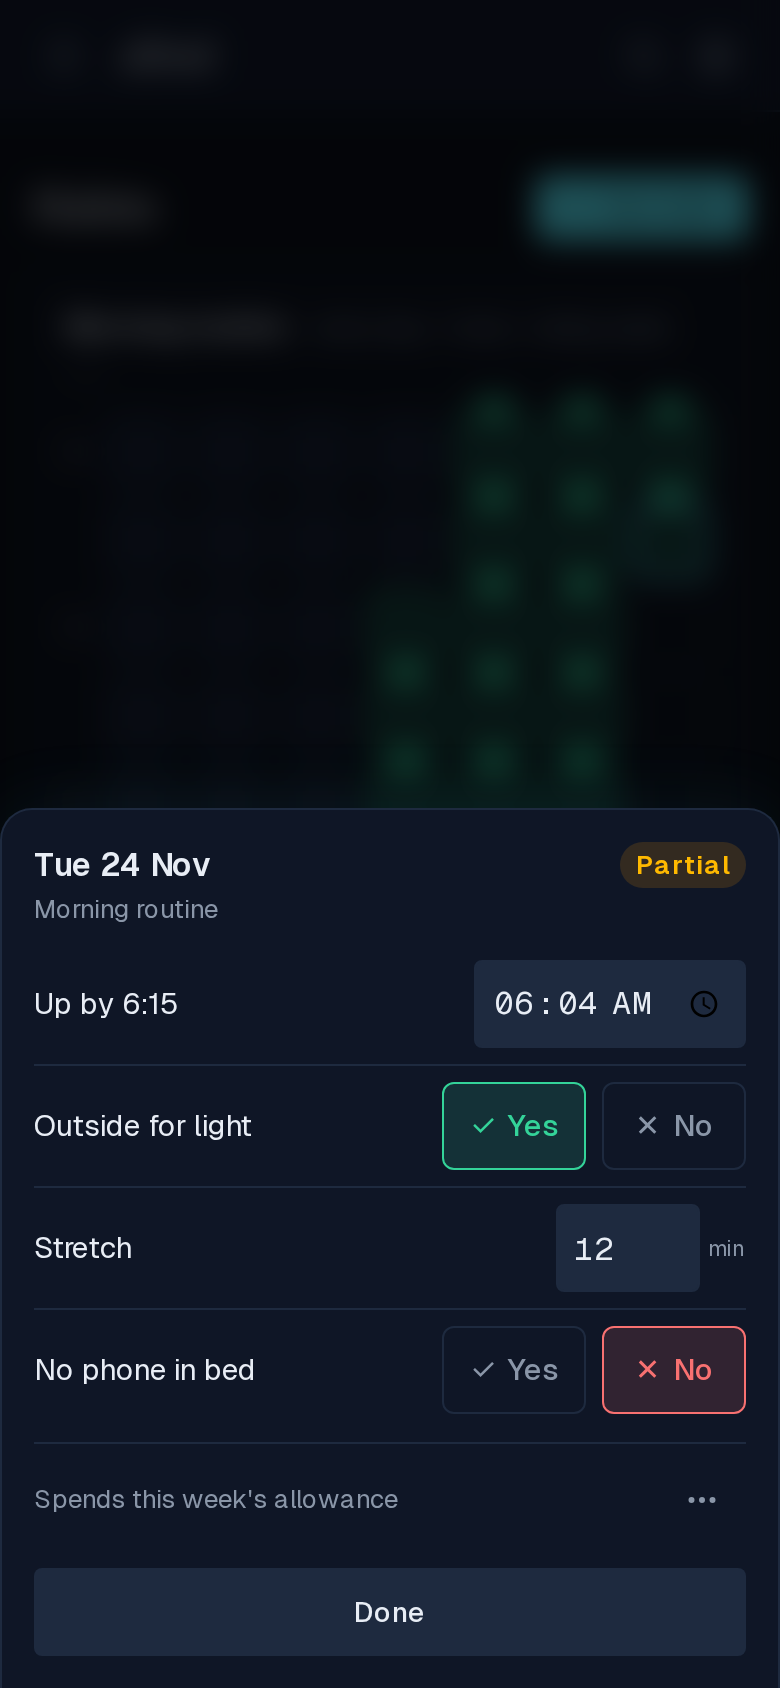 Tue 24 Nov
Partial
Morning routine
Up by 6:15
06:04 AM
Outside for light
Yes
No
Stretch
12
min
No phone in bed
Yes
No
Spends this week's allowance
Done